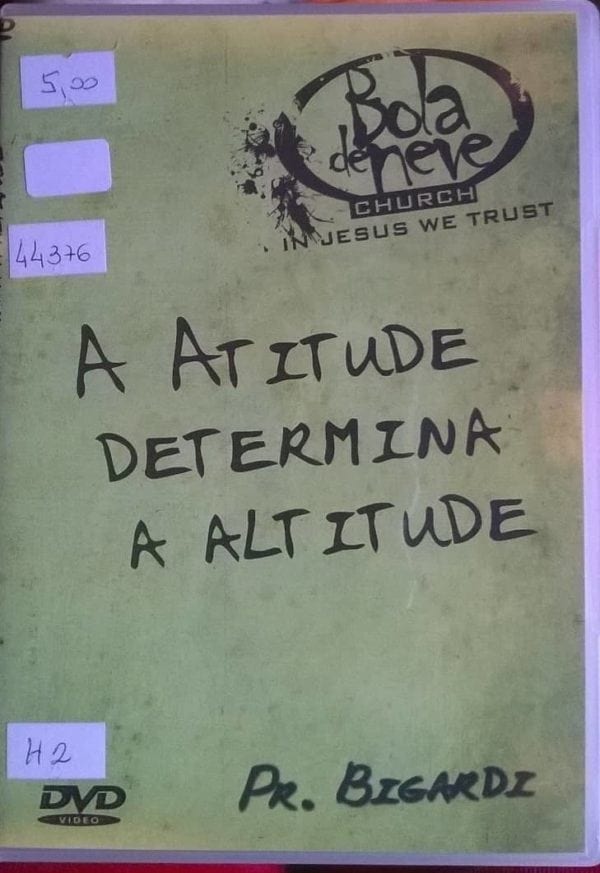 5,00
Bola
de neve
CHURCH
IN JESUS WE TRUST
44376
A ATITUDE
DETERMINA
A ALTITUDE
H2
DVD
VIDEO
PR. BIGARDI